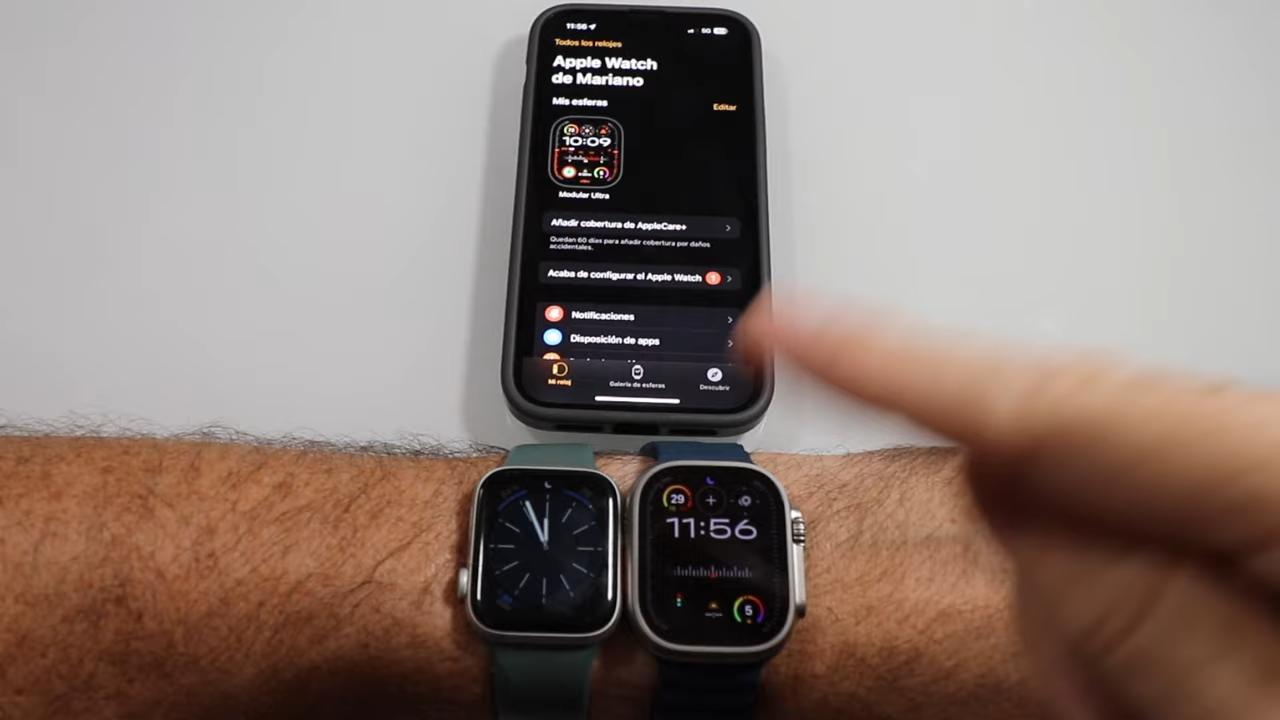 11:56
5G
Todos los relojes
Apple Watch
de Mariano
Mis esferas
Editar
10:09
Modular Ultra
Añadir cobertura de AppleCare+
Quedan 60 días para añadir cobertura por daños
accidentales.
Acaba de configurar el Apple Watch 1
Notificaciones
Disposición de apps
Mi reloj
Galería de esferas
Descubrir
29
11:56
5